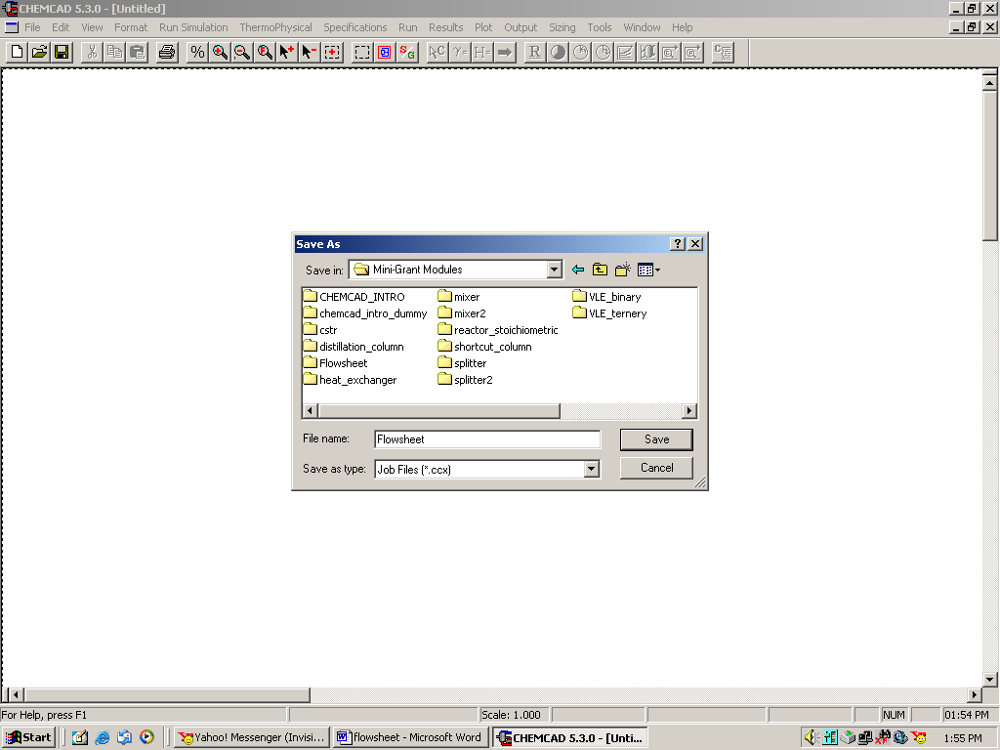 CHEMCAD 5.3.0 - [Untitled]
File Edit View Format Run Simulation ThermoPhysical Specifications Run Results Plot Output Sizing Tools Window Help
% S G C γ= H= R C
Save As
Save in: Mini-Grant Modules
CHEMCAD_INTRO mixer VLE_binary
chemcad_intro_dummy mixer2 VLE_ternery
cstr reactor_stoichiometric
distillation_column shortcut_column
Flowsheet splitter
heat_exchanger splitter2
File name: Flowsheet Save
Save as type: Job Files (*.ccx) Cancel
For Help, press F1 Scale: 1.000 NUM 01:54 PM
Start Yahoo! Messenger (Invisi... flowsheet - Microsoft Word CHEMCAD 5.3.0 - [Unti... 1:55 PM